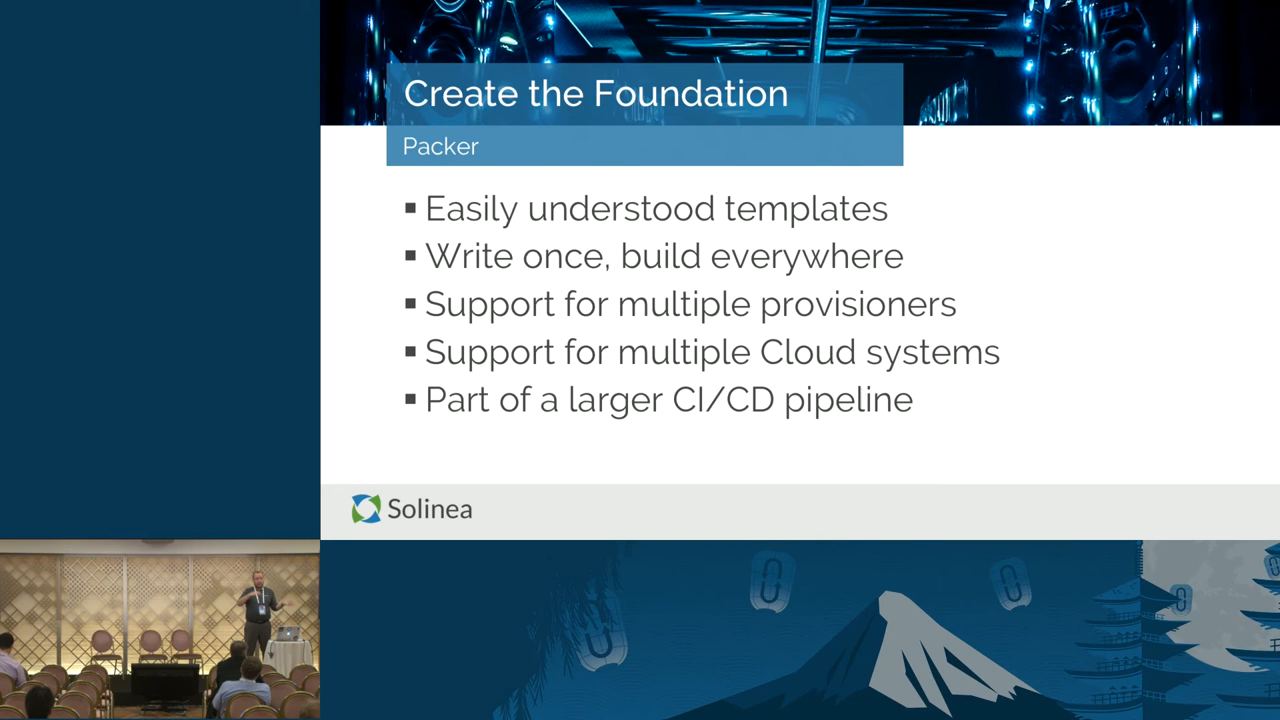 Create the Foundation
Packer
▪ Easily understood templates
▪ Write once, build everywhere
▪ Support for multiple provisioners
▪ Support for multiple Cloud systems
▪ Part of a larger CI/CD pipeline
Solinea